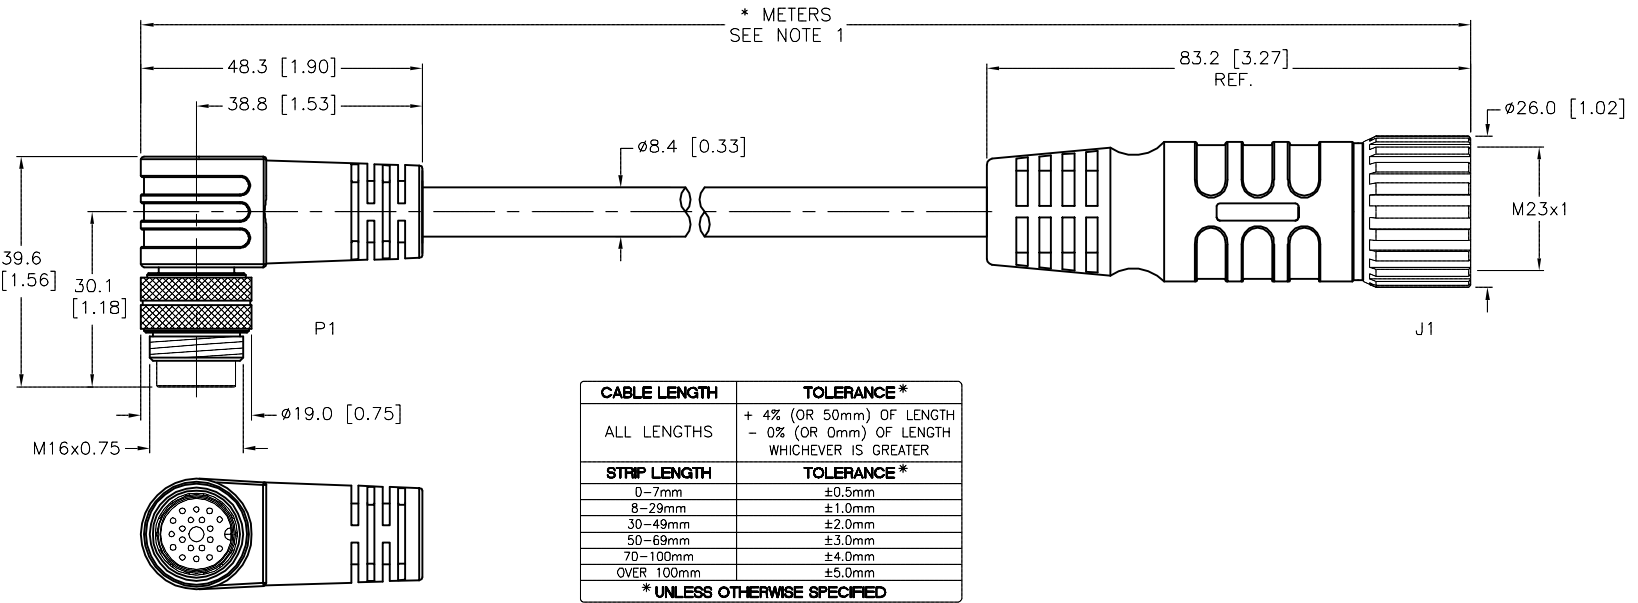 * METERS
SEE NOTE 1
48.3 [1.90]
38.8 [1.53]
83.2 [3.27]
REF.
ø26.0 [1.02]
ø8.4 [0.33]
M23x1
39.6
[1.56]
30.1
[1.18]
P1
J1
ø19.0 [0.75]
M16x0.75
CABLE LENGTH TOLERANCE*
ALL LENGTHS
+ 4% (OR 50mm) OF LENGTH
- 0% (OR 0mm) OF LENGTH
WHICHEVER IS GREATER
STRIP LENGTH TOLERANCE*
0-7mm ±0.5mm
8-29mm ±1.0mm
30-49mm ±2.0mm
50-69mm ±3.0mm
70-100mm ±4.0mm
OVER 100mm ±5.0mm
* UNLESS OTHERWISE SPECIFIED